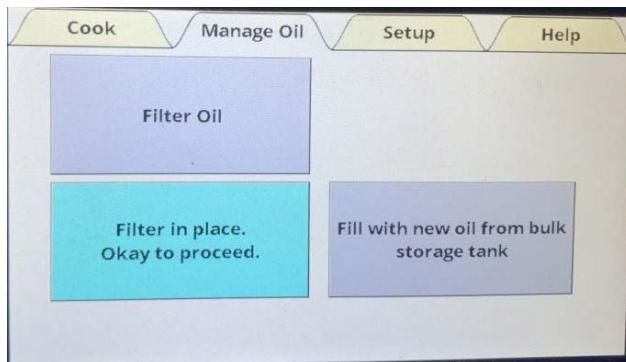 Cook
Manage Oil
Setup
Help
Filter Oil
Filter in place.
Okay to proceed.
Fill with new oil from bulk
storage tank